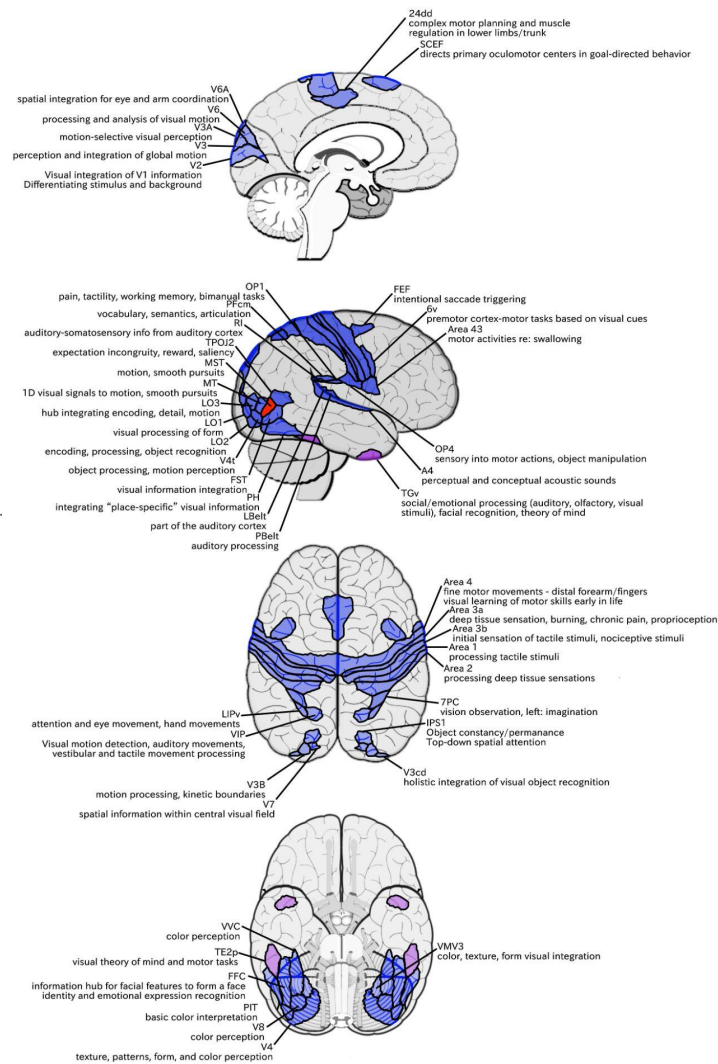 24dd
complex motor planning and muscle
regulation in lower limbs/trunk
SCEF
directs primary oculomotor centers in goal-directed behavior
V6A
spatial integration for eye and arm coordination
V6
processing and analysis of visual motion
V3A
motion-selective visual perception
V3
perception and integration of global motion
V2
Visual integration of V1 information
Differentiating stimulus and background
OP1
pain, tactility, working memory, bimanual tasks
PFcm
vocabulary, semantics, articulation
RI
auditory-somatosensory info from auditory cortex
TPOJ2
expectation incongruity, reward, saliency
MST
motion, smooth pursuits
MT
1D visual signals to motion, smooth pursuits
LO3
hub integrating encoding, detail, motion
LO1
visual processing of form
LO2
encoding, processing, object recognition
V4t
object processing, motion perception
FST
visual information integration
PH
integrating “place-specific” visual information
LBelt
part of the auditory cortex
PBelt
auditory processing
FEF
intentional saccade triggering
6v
premotor cortex-motor tasks based on visual cues
Area 43
motor activities re: swallowing
OP4
sensory into motor actions, object manipulation
A4
perceptual and conceptual acoustic sounds
TGv
social/emotional processing (auditory, olfactory, visual
stimuli), facial recognition, theory of mind
Area 4
fine motor movements - distal forearm/fingers
visual learning of motor skills early in life
Area 3a
deep tissue sensation, burning, chronic pain, proprioception
Area 3b
initial sensation of tactile stimuli, nociceptive stimuli
Area 1
processing tactile stimuli
Area 2
processing deep tissue sensations
7PC
vision observation, left: imagination
IPS1
Object constancy/permanance
Top-down spatial attention
V3cd
holistic integration of visual object recognition
LIPv
attention and eye movement, hand movements
VIP
Visual motion detection, auditory movements,
vestibular and tactile movement processing
V3B
motion processing, kinetic boundaries
V7
spatial information within central visual field
VVC
color perception
TE2p
visual theory of mind and motor tasks
FFC
information hub for facial features to form a face
identity and emotional expression recognition
PIT
basic color interpretation
V8
color perception
V4
texture, patterns, form, and color perception
VMV3
color, texture, form visual integration